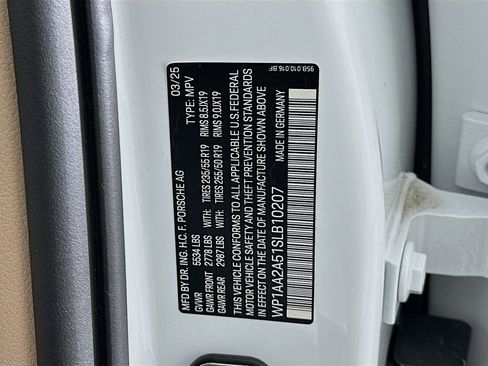 MFD BY DR. ING. H.C. F. PORSCHE AG
03/25
TYPE: MPV
GVWR 5534 LBS
GAWR FRONT 2778 LBS WITH: TIRES 235/55 R19 RIMS 8.5JX19
GAWR REAR 2987 LBS WITH: TIRES 255/50 R19 RIMS 9.0JX19
THIS VEHICLE CONFORMS TO ALL APPLICABLE U.S. FEDERAL
MOTOR VEHICLE SAFETY AND THEFT PREVENTION STANDARDS
IN EFFECT ON THE DATE OF MANUFACTURE SHOWN ABOVE
WP1AA2A51SLB10207 MADE IN GERMANY
95B.010.016.BF